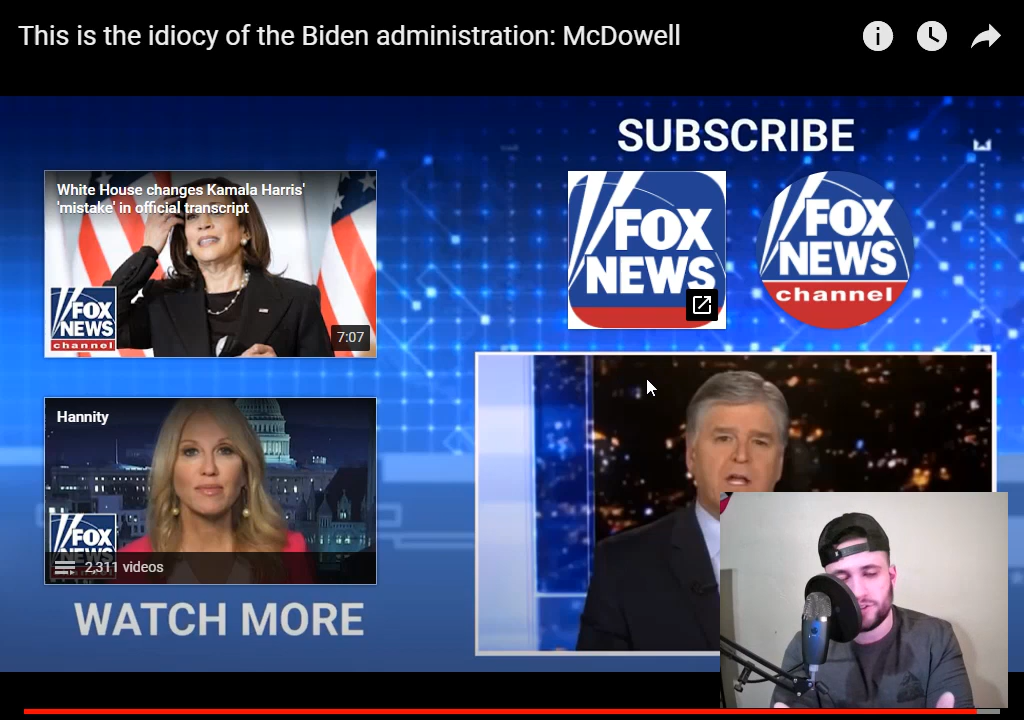 This is the idiocy of the Biden administration: McDowell
SUBSCRIBE
White House changes Kamala Harris'
'mistake' in official transcript
FOX
NEWS
channel
7:07
FOX
NEWS
FOX
NEWS
channel
Hannity
FOX
NEWS
2,311 videos
WATCH MORE